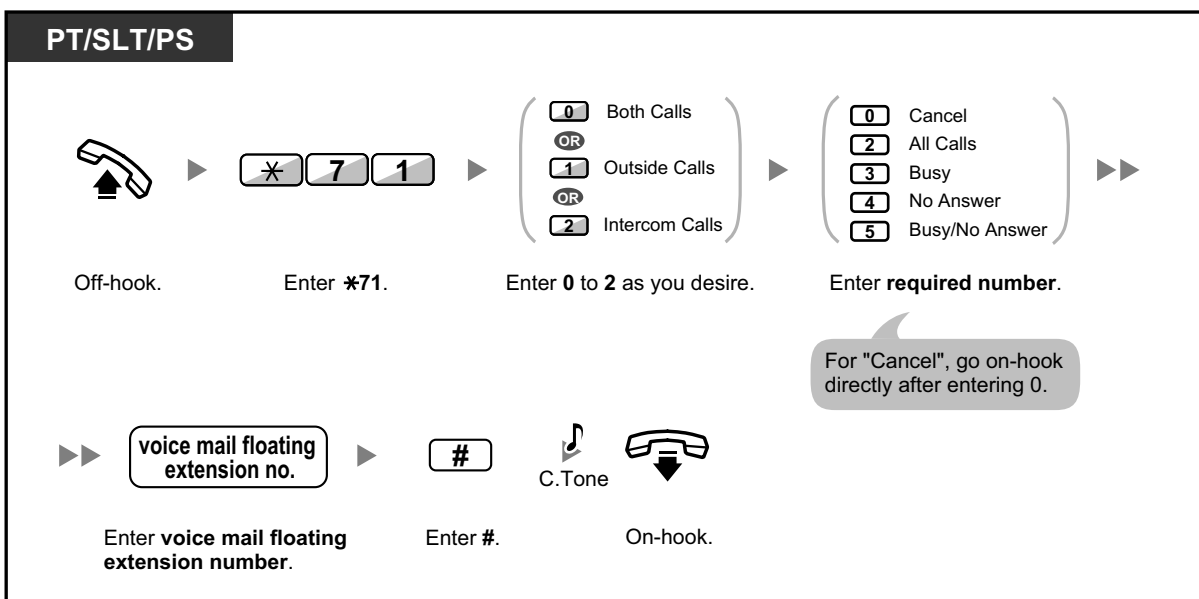 PT/SLT/PS
0 Both Calls
OR
1 Outside Calls
OR
2 Intercom Calls
0 Cancel
2 All Calls
3 Busy
4 No Answer
5 Busy/No Answer
* 7 1
Off-hook.
Enter *71.
Enter 0 to 2 as you desire.
Enter required number.
For "Cancel", go on-hook
directly after entering 0.
voice mail floating
extension no.
#
C.Tone
Enter voice mail floating
extension number.
Enter #.
On-hook.